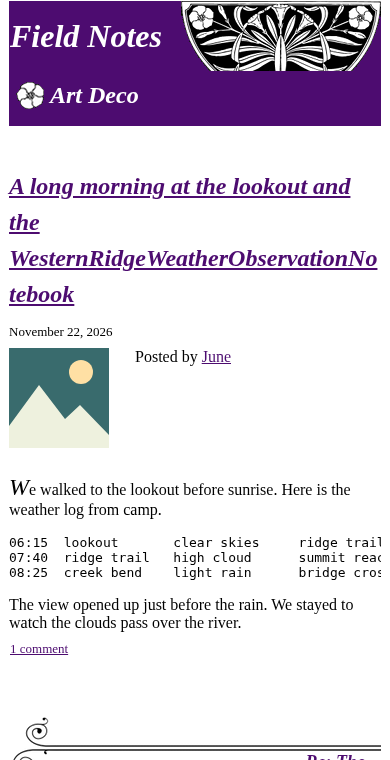 Field Notes
Art Deco
A long morning at the lookout and
the
WesternRidgeWeatherObservationNo
tebook
November 22, 2026
Posted by June
We walked to the lookout before sunrise. Here is the
weather log from camp.
06:15 lookout clear skies ridge trail
07:40 ridge trail high cloud summit reac
08:25 creek bend light rain bridge cros
The view opened up just before the rain. We stayed to
watch the clouds pass over the river.
1 comment
Re: The